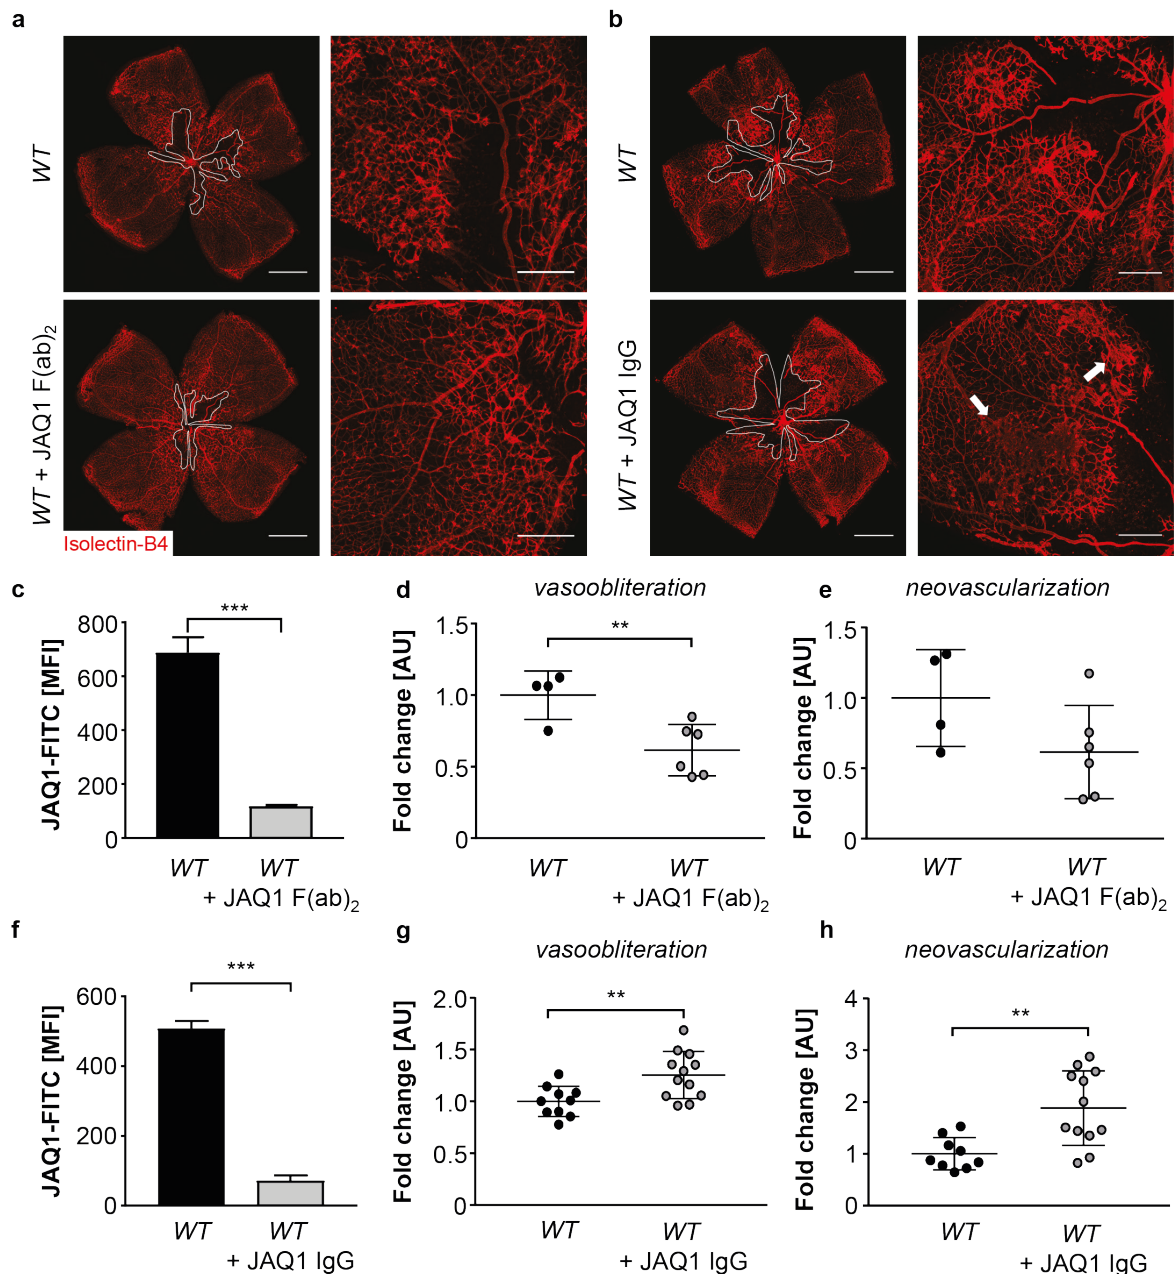 a
b
WT
WT
WT + JAQ1 F(ab)2
WT + JAQ1 IgG
Isolectin-B4
c
d
vasoobliteration
e
neovascularization
JAQ1-FITC [MFI]
800
600
400
200
0
***
WT
WT
+ JAQ1 F(ab)2
Fold change [AU]
1.5
1.0
0.5
0
**
WT
WT
+ JAQ1 F(ab)2
Fold change [AU]
1.5
1.0
0.5
0
WT
WT
+ JAQ1 F(ab)2
f
g
vasoobliteration
h
neovascularization
JAQ1-FITC [MFI]
600
400
200
0
***
WT
WT
+ JAQ1 IgG
Fold change [AU]
2.0
1.5
1.0
0.5
0
**
WT
WT
+ JAQ1 IgG
Fold change [AU]
4
3
2
1
0
**
WT
WT
+ JAQ1 IgG